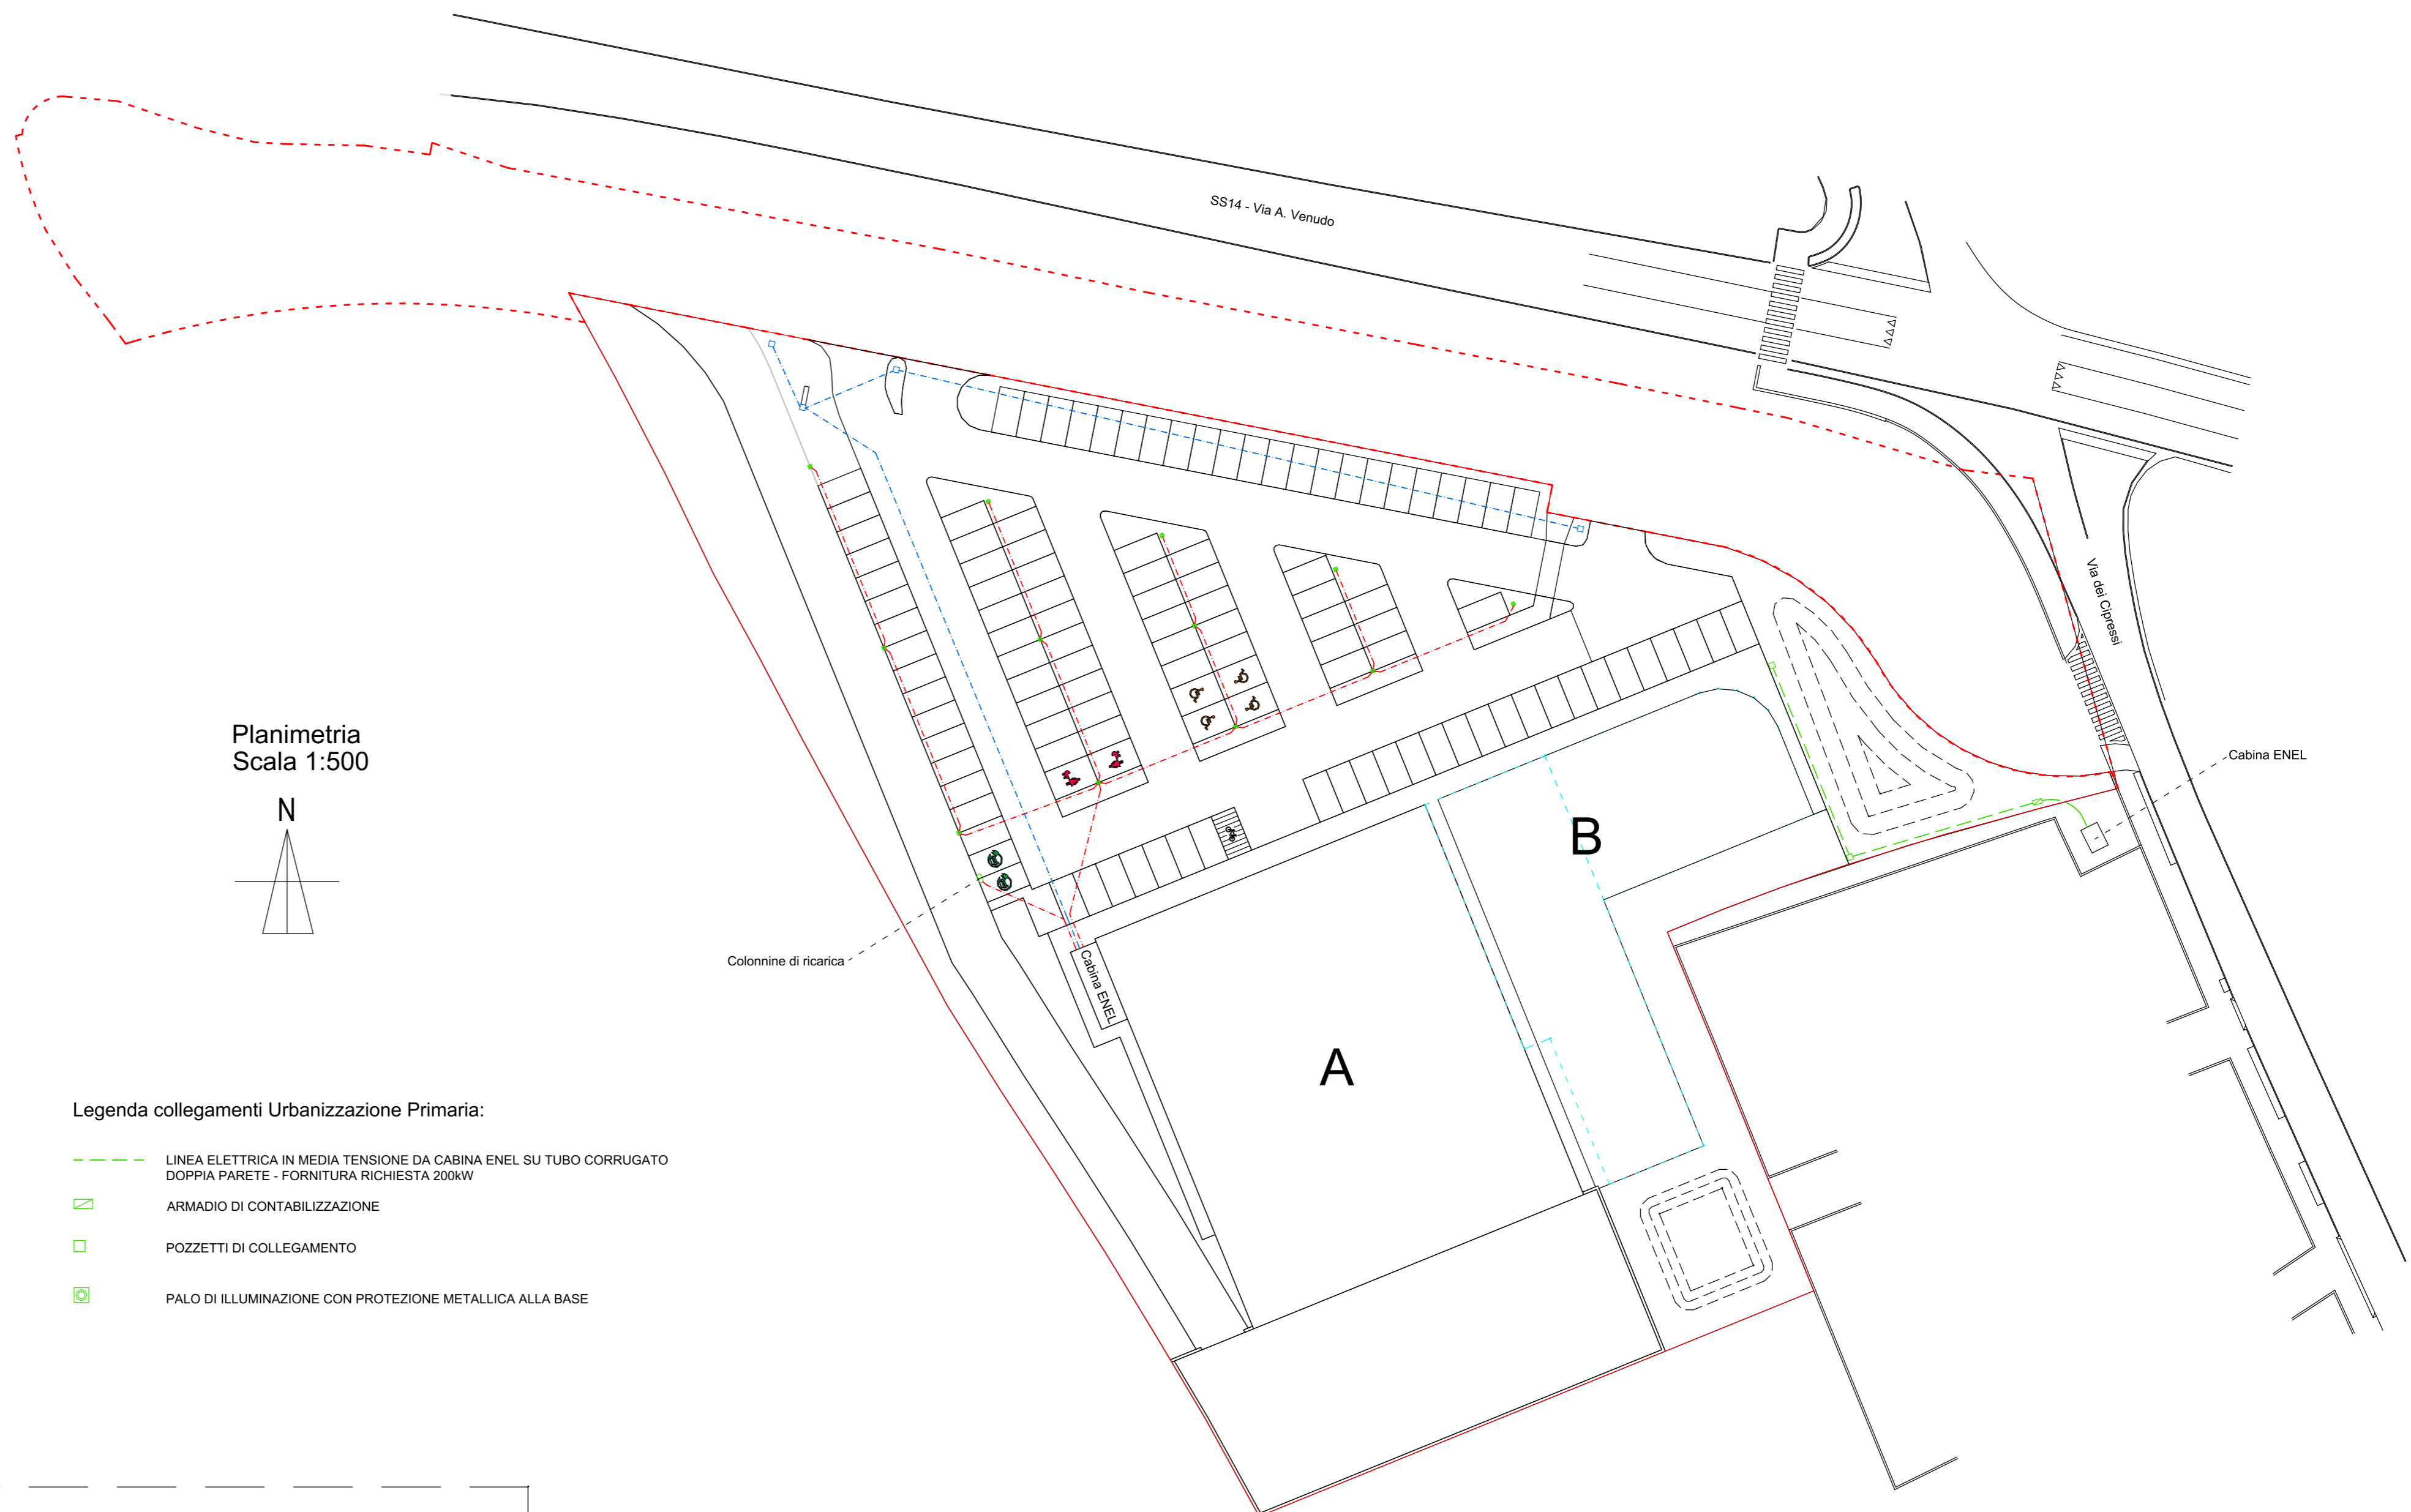 SS14 - Via A. Venudo
Via dei Cipressi
Planimetria
Scala 1:500
N
Cabina ENEL
B
Colonnine di ricarica
Cabina ENEL
A
Legenda collegamenti Urbanizzazione Primaria:
LINEA ELETTRICA IN MEDIA TENSIONE DA CABINA ENEL SU TUBO CORRUGATO
DOPPIA PARETE - FORNITURA RICHIESTA 200kW
ARMADIO DI CONTABILIZZAZIONE
POZZETTI DI COLLEGAMENTO
PALO DI ILLUMINAZIONE CON PROTEZIONE METALLICA ALLA BASE